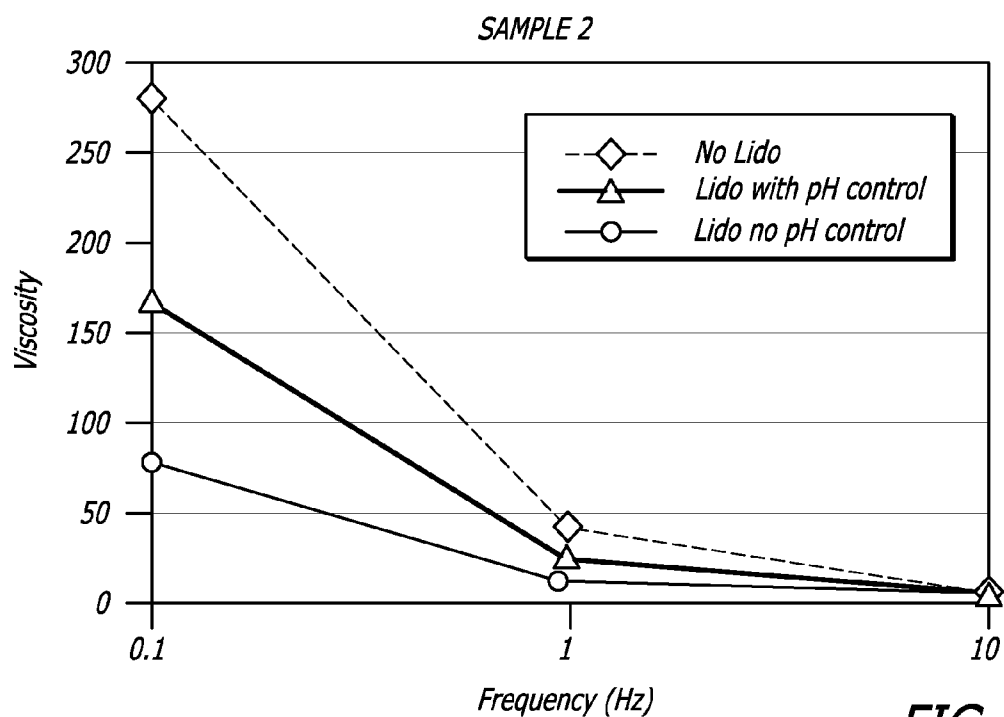 SAMPLE 2
300
250
200
150
100
50
0
Viscosity
No Lido
Lido with pH control
Lido no pH control
0.1 1 10
Frequency (Hz)
FIG